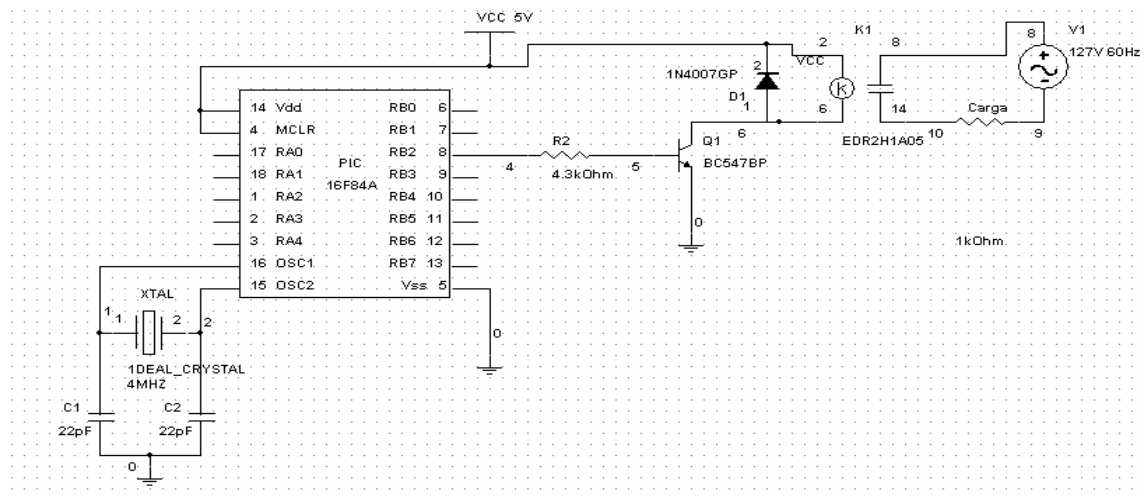 VCC 5V
14 Vdd
4 MCLR
17 RA0
18 RA1
1 RA2
2 RA3
3 RA4
16 OSC1
15 OSC2
PIC
16F84A
RB0 6
RB1 7
RB2 8
RB3 9
RB4 10
RB5 11
RB6 12
RB7 13
Vss 5
0
4
R2
4.3kOhm
5
Q1
BC547BP
0
6
1N4007GP
2
D1
1
2
VCC
k
6
K1
8
14
EDR2H1A05
10
Carga
9
8
V1
127V 60Hz
1kOhm
XTAL
1
1
2
2
1DEAL_CRYSTAL
4MHZ
C1
22pF
C2
22pF
0